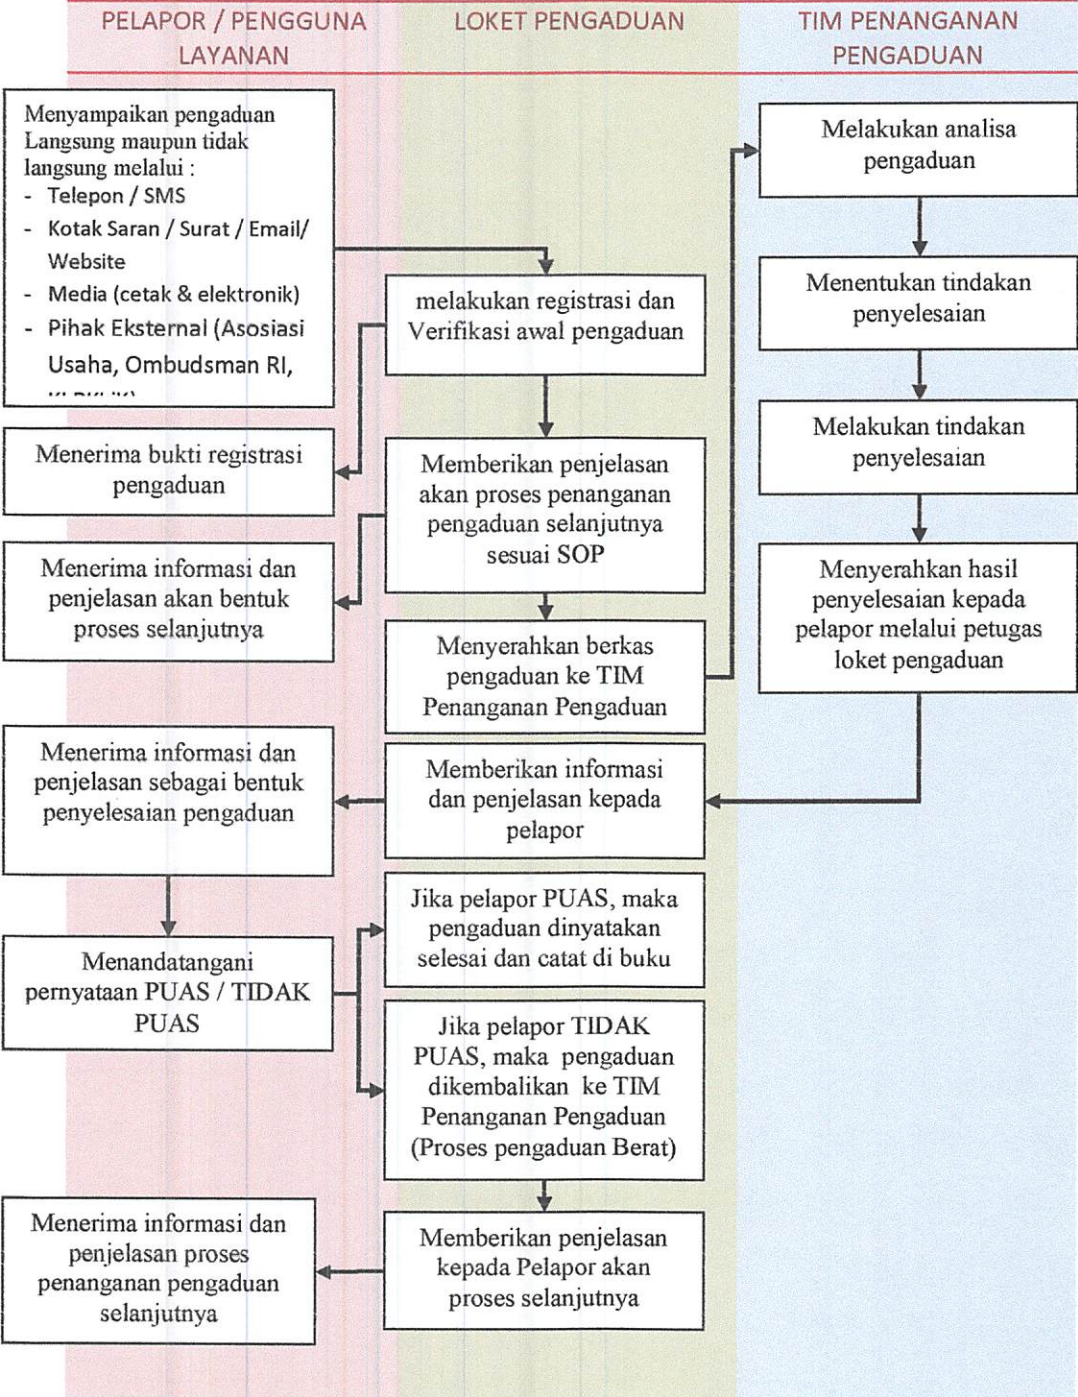 PELAPOR / PENGGUNA
LAYANAN
LOKET PENGADUAN
TIM PENANGANAN
PENGADUAN
Menyampaikan pengaduan
Langsung maupun tidak
langsung melalui :
- Telepon / SMS
- Kotak Saran / Surat / Email/
Website
- Media (cetak & elektronik)
- Pihak Eksternal (Asosiasi
Usaha, Ombudsman RI,
melakukan registrasi dan
Verifikasi awal pengaduan
Menerima bukti registrasi
pengaduan
Memberikan penjelasan
akan proses penanganan
pengaduan selanjutnya
sesuai SOP
Menerima informasi dan
penjelasan akan bentuk
proses selanjutnya
Menyerahkan berkas
pengaduan ke TIM
Penanganan Pengaduan
Melakukan analisa
pengaduan
Menentukan tindakan
penyelesaian
Melakukan tindakan
penyelesaian
Menyerahkan hasil
penyelesaian kepada
pelapor melalui petugas
loket pengaduan
Memberikan informasi
dan penjelasan kepada
pelapor
Menerima informasi dan
penjelasan sebagai bentuk
penyelesaian pengaduan
Menandatangani
pernyataan PUAS / TIDAK
PUAS
Jika pelapor PUAS, maka
pengaduan dinyatakan
selesai dan catat di buku
Jika pelapor TIDAK
PUAS, maka pengaduan
dikembalikan ke TIM
Penanganan Pengaduan
(Proses pengaduan Berat)
Memberikan penjelasan
kepada Pelapor akan
proses selanjutnya
Menerima informasi dan
penjelasan proses
penanganan pengaduan
selanjutnya